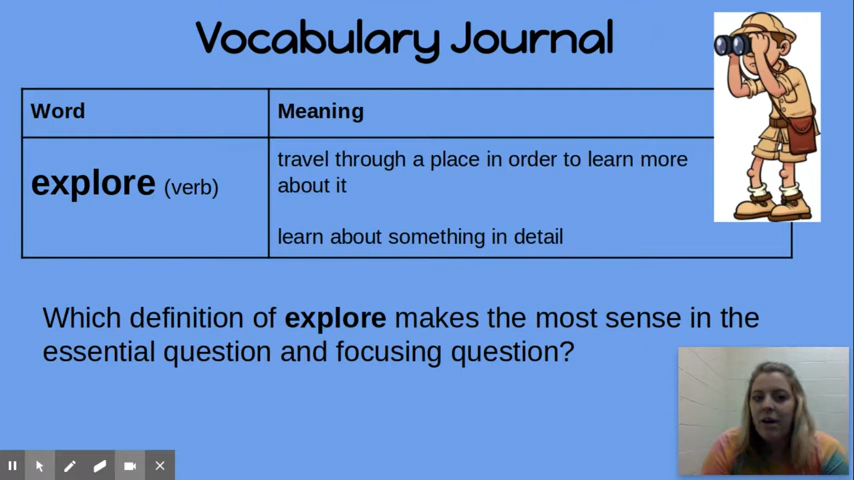 Vocabulary Journal
Word
Meaning
explore (verb)
travel through a place in order to learn more
about it
learn about something in detail
Which definition of explore makes the most sense in the
essential question and focusing question?